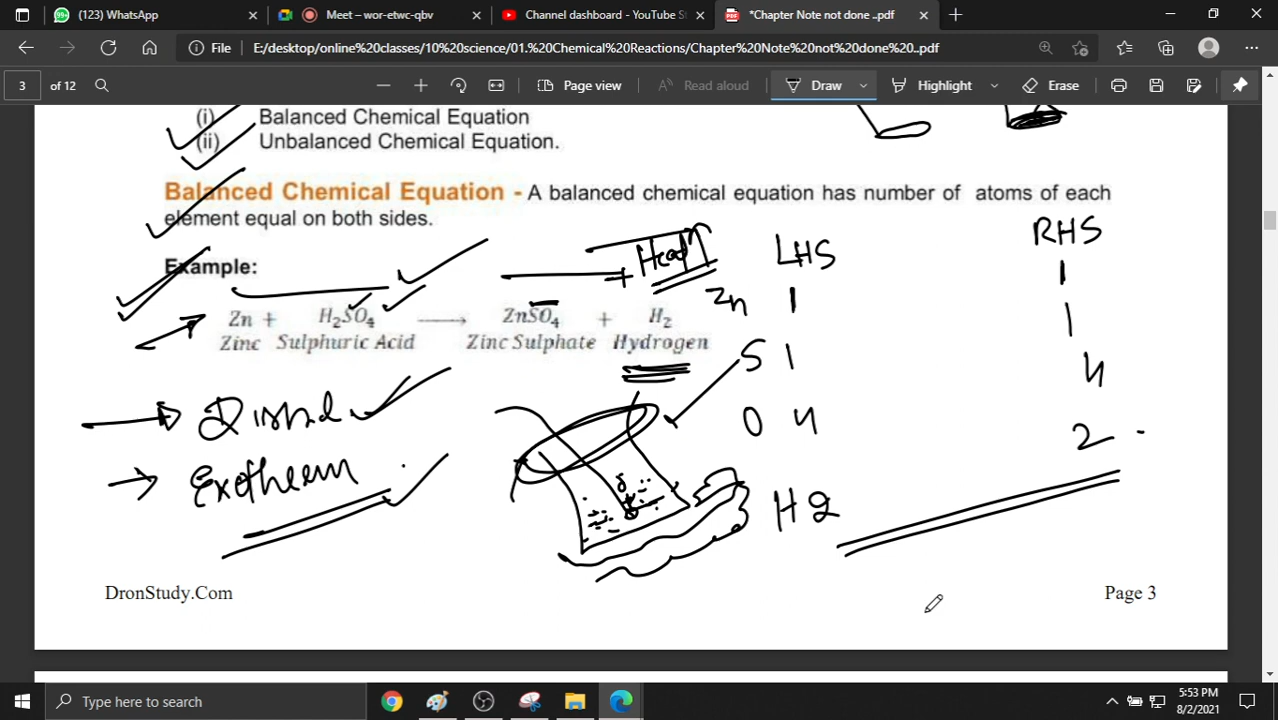 (123) WhatsApp
Meet – wor-etwc-qbv
Channel dashboard - YouTube St
*Chapter Note not done ..pdf
File
E:/desktop/online%20classes/10%20science/01.%20Chemical%20Reactions/Chapter%20Note%20not%20done%20..pdf
3 of 12
Page view
Read aloud
Draw
Highlight
Erase
(i) Balanced Chemical Equation
(ii) Unbalanced Chemical Equation.
Balanced Chemical Equation - A balanced chemical equation has number of atoms of each
element equal on both sides.
Example:
+ Heat
LHS RHS
Zn 1 1
Zn + H₂SO₄ ⟶ ZnSO₄ + H₂
Zinc Sulphuric Acid Zinc Sulphate Hydrogen
S 1 1
O 4 4
H 2 2
DronStudy.Com
Page 3
Type here to search
5:53 PM
8/2/2021